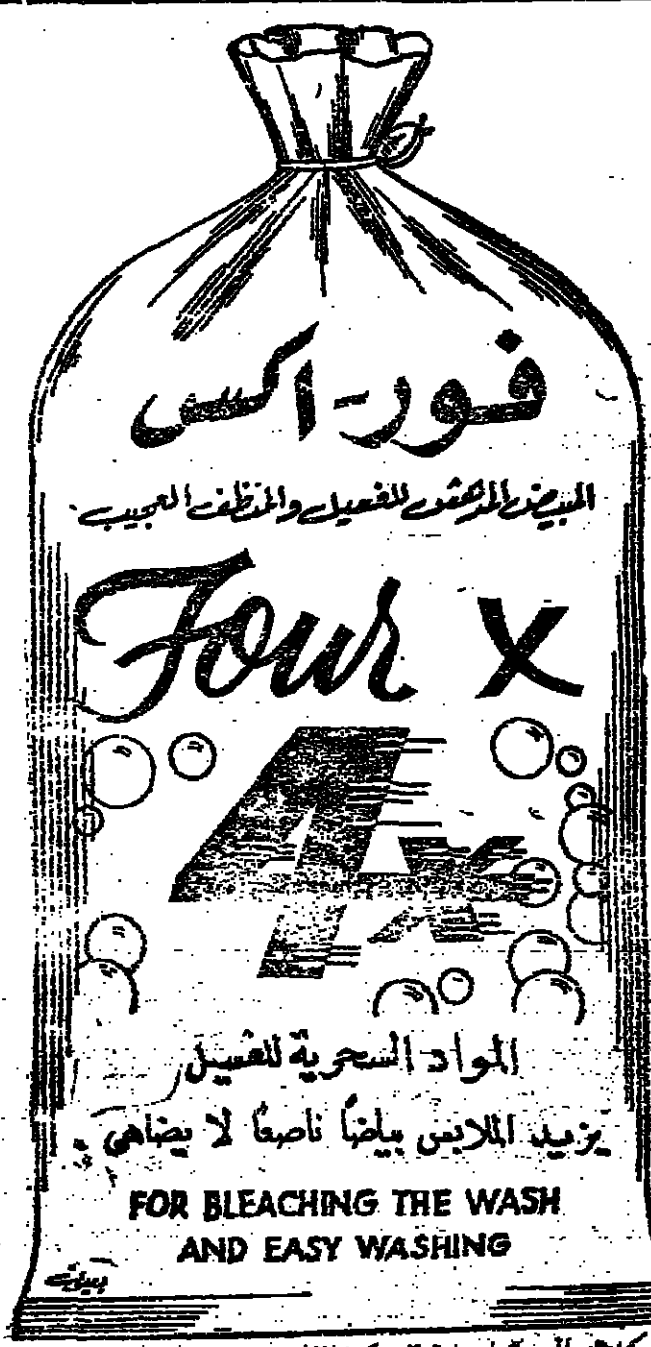 فور-اكس
المبيض المدهش للغسيل والمنظف العجيب
Four X
4x
المواد السحرية للغسيل
يزيد الملابس بياضاً ناصعاً لا يضاهى
FOR BLEACHING THE WASH
AND EASY WASHING